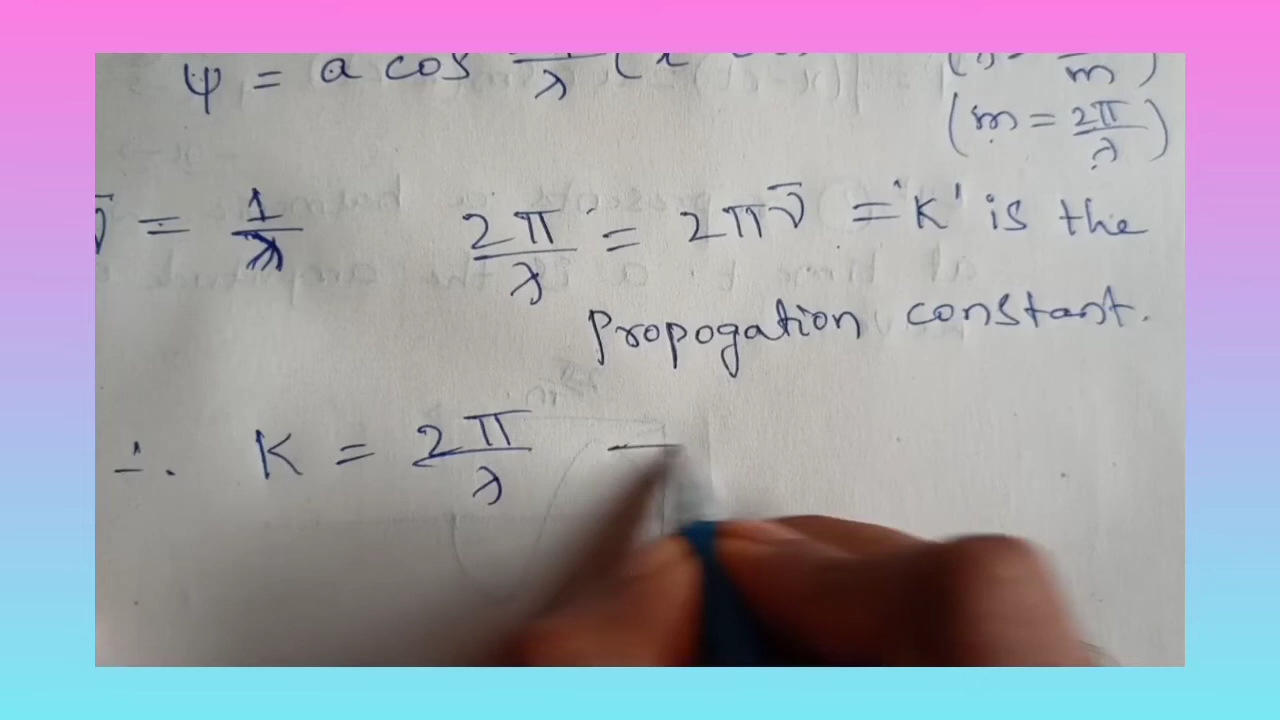 ψ = a cos /λ (
m )
(m = 2π/λ)
ν̄ = 1/λ 2π/λ = 2πν̄ = 'K' is the
Propogation constant.
∴ K = 2π/λ —